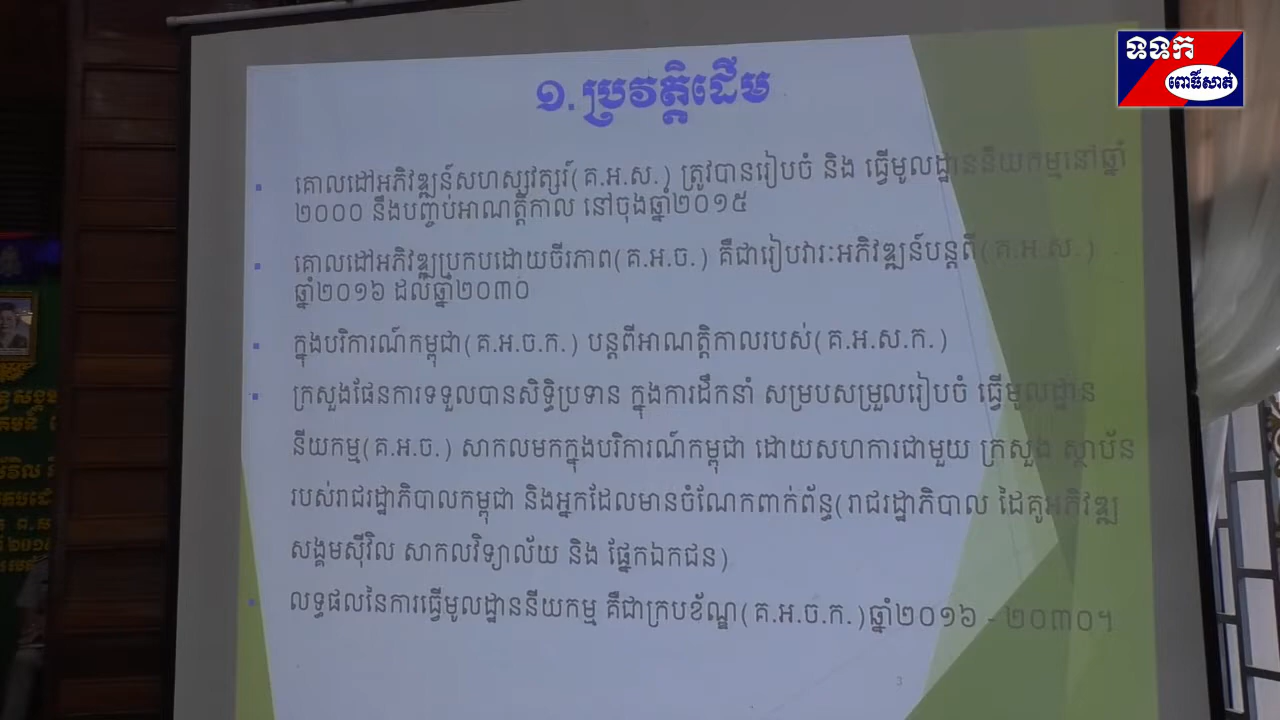 ទទក
ពោធិ៍សាត់
១. ប្រវត្តិដើម
គោលដៅអភិវឌ្ឍន៍សហស្សវត្សរ៍(គ.អ.ស.) ត្រូវបានរៀបចំ និង ធ្វើមូលដ្ឋាននីយកម្មនៅឆ្នាំ
២០០០ និងបញ្ចប់អាណត្តិកាល នៅចុងឆ្នាំ២០១៥
គោលដៅអភិវឌ្ឍប្រកបដោយចីរភាព(គ.អ.ច.) គឺជារៀបវារៈអភិវឌ្ឍន៍បន្តពី(គ.អ.ស.)
ឆ្នាំ២០១៦ ដល់ឆ្នាំ២០៣០
ក្នុងបរិការណ៍កម្ពុជា(គ.អ.ច.ក.) បន្តពីអាណត្តិកាលរបស់(គ.អ.ស.ក.)
ក្រសួងផែនការទទួលបានសិទ្ធិប្រទាន ក្នុងការដឹកនាំ សម្របសម្រួលរៀបចំ ធ្វើមូលដ្ឋាន
នីយកម្ម(គ.អ.ច.) សាកលមកក្នុងបរិការណ៍កម្ពុជា ដោយសហការជាមួយ ក្រសួង ស្ថាប័ន
របស់រាជរដ្ឋាភិបាលកម្ពុជា និងអ្នកដែលមានចំណែកពាក់ព័ន្ធ(រាជរដ្ឋាភិបាល ដៃគូអភិវឌ្ឍ
សង្គមស៊ីវិល សាកលវិទ្យាល័យ និង ផ្នែកឯកជន)
លទ្ធផលនៃការធ្វើមូលដ្ឋាននីយកម្ម គឺជាក្របខ័ណ្ឌ(គ.អ.ច.ក.)ឆ្នាំ២០១៦ - ២០៣០។
3